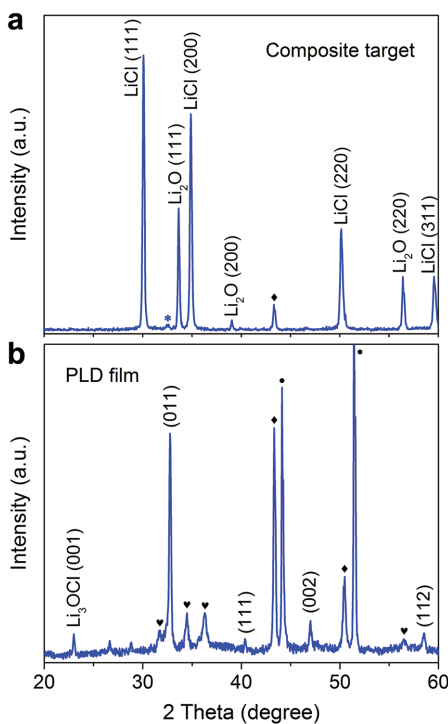 a
Composite target
Intensity (a.u.)
LiCl (111)
*
Li₂O (111)
LiCl (200)
Li₂O (200)
♦
LiCl (220)
Li₂O (220)
LiCl (311)
b
PLD film
Intensity (a.u.)
Li₃OCl (001)
♥
(011)
♥
♥
(111)
♦
•
(002)
♦
•
♥
(112)
20 30 40 50 60
2 Theta (degree)